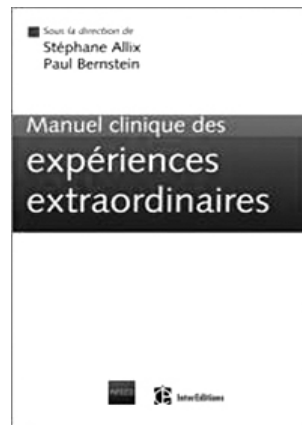 Sous la direction de
Stéphane Allix
Paul Bernstein
Manuel clinique des
expériences
extraordinaires
InterEditions